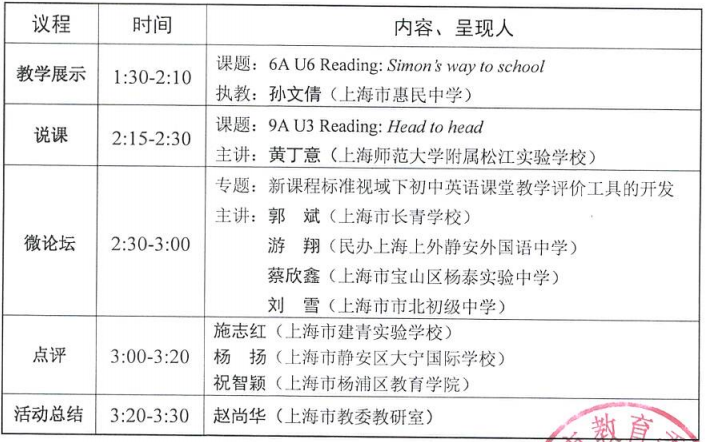 议程 时间 内容、呈现人
教学展示 1:30-2:10 课题：6A U6 Reading: Simon's way to school
执教：孙文倩（上海市惠民中学）
说课 2:15-2:30 课题：9A U3 Reading: Head to head
主讲：黄丁意（上海师范大学附属松江实验学校）
微论坛 2:30-3:00 专题：新课程标准视域下初中英语课堂教学评价工具的开发
主讲：郭　斌（上海市长青学校）
游　翔（民办上海上外静安外国语中学）
蔡欣鑫（上海市宝山区杨泰实验中学）
刘　雪（上海市市北初级中学）
点评 3:00-3:20 施志红（上海市建青实验学校）
杨　扬（上海市静安区大宁国际学校）
祝智颖（上海市杨浦区教育学院）
活动总结 3:20-3:30 赵尚华（上海市教委教研室）
教育